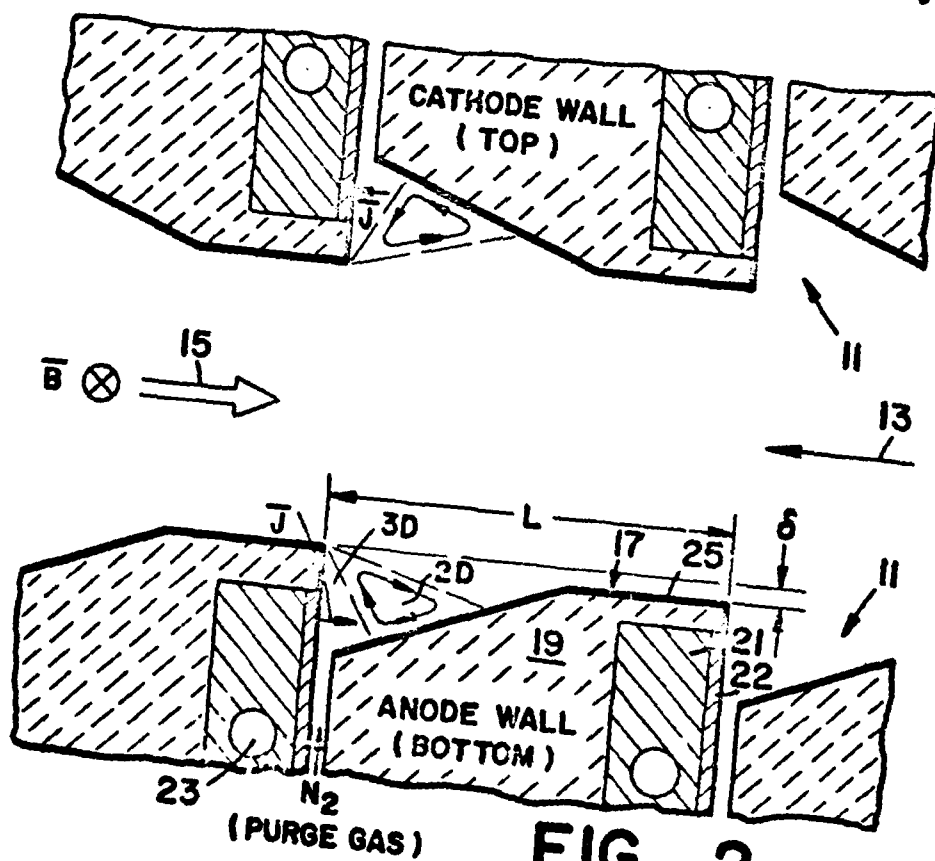 CATHODE WALL
( TOP )
J
11
B
15
13
L
J
3D
2D
17
25
δ
11
19
21
22
ANODE WALL
( BOTTOM )
23
N2
( PURGE GAS )
FIG. 2